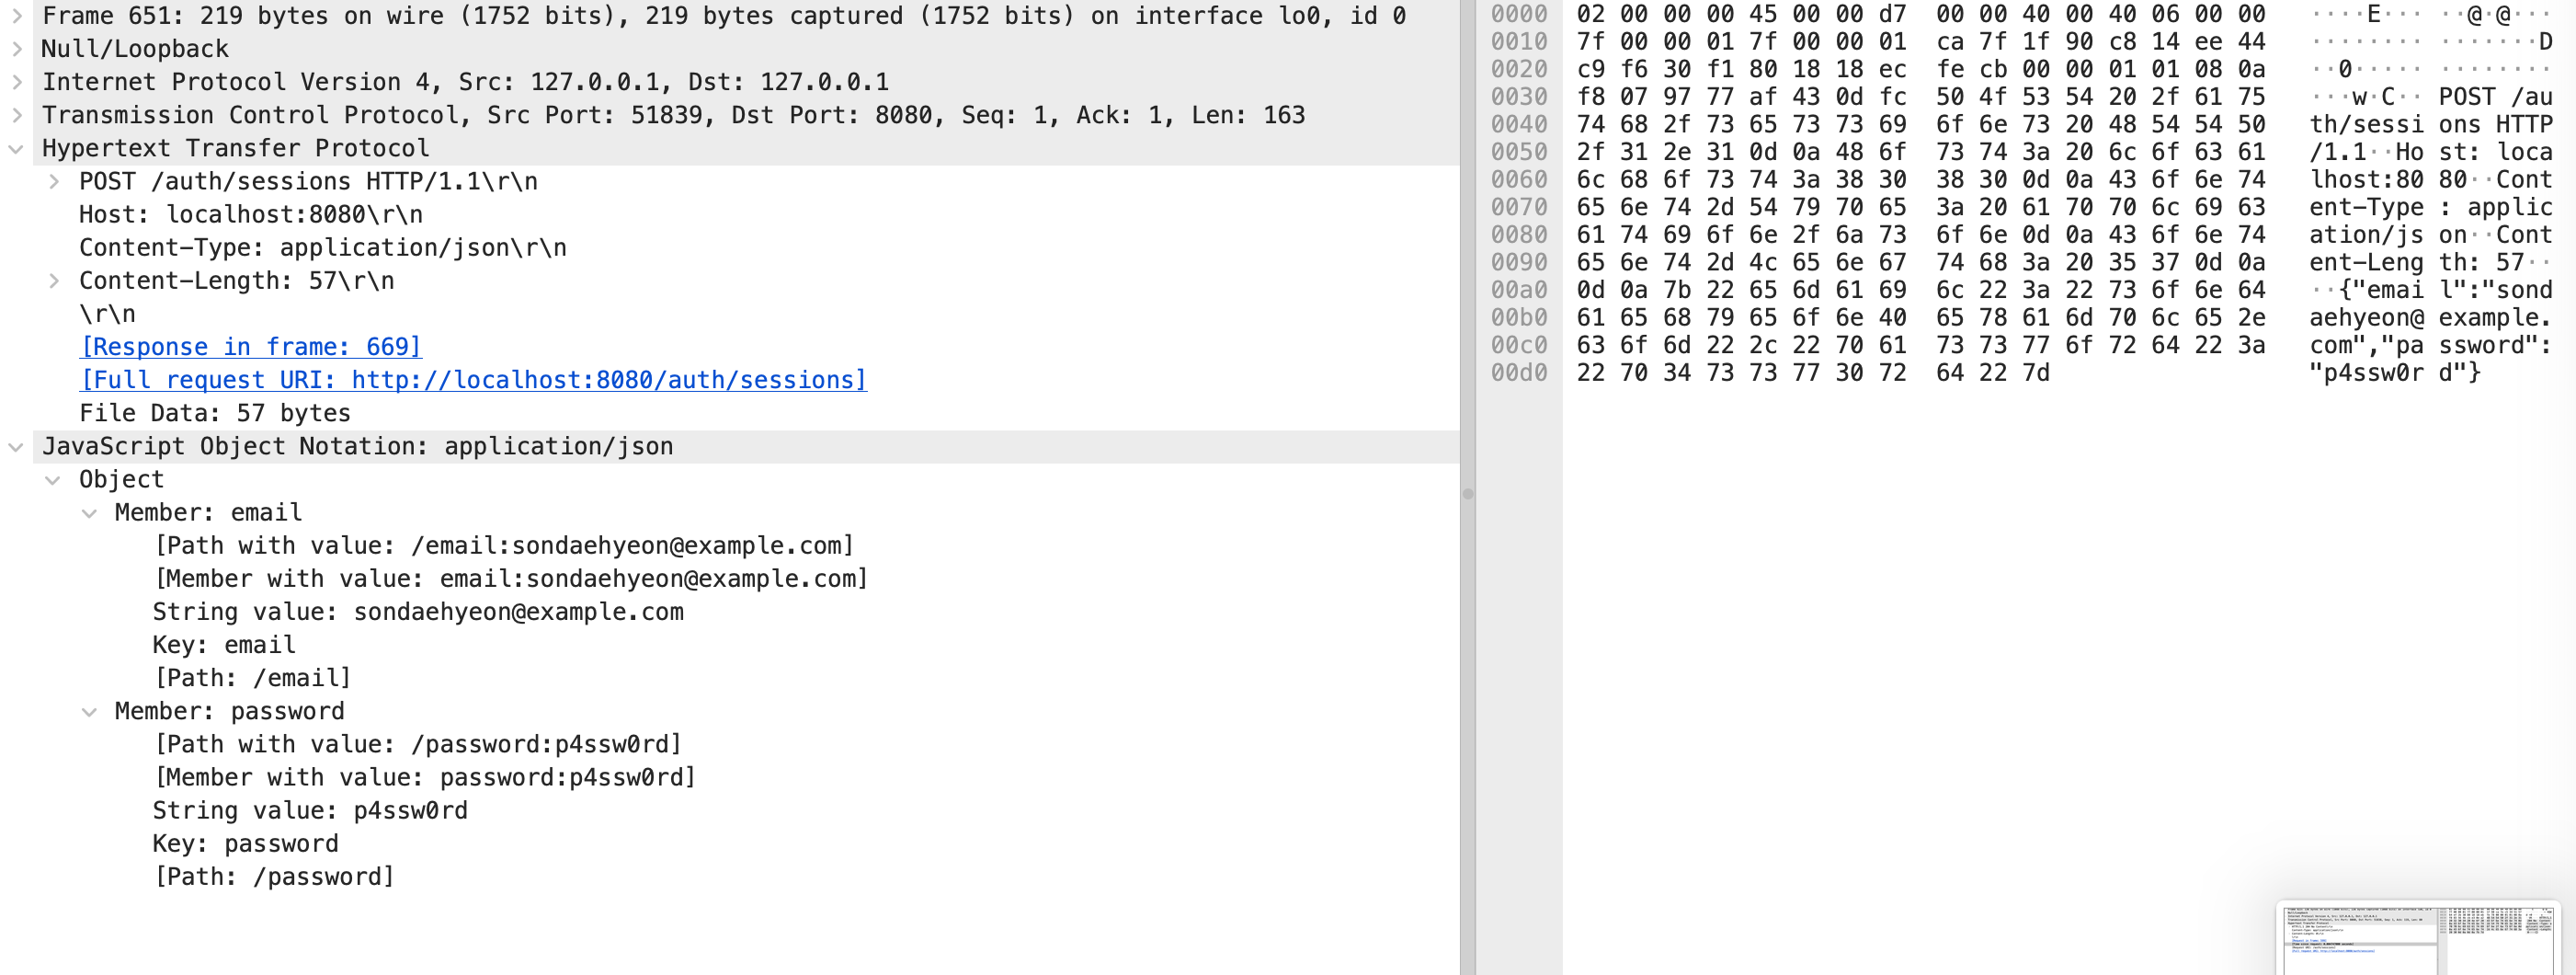 Frame 651: 219 bytes on wire (1752 bits), 219 bytes captured (1752 bits) on interface lo0, id 0
Null/Loopback
Internet Protocol Version 4, Src: 127.0.0.1, Dst: 127.0.0.1
Transmission Control Protocol, Src Port: 51839, Dst Port: 8080, Seq: 1, Ack: 1, Len: 163
Hypertext Transfer Protocol
POST /auth/sessions HTTP/1.1\r\n
Host: localhost:8080\r\n
Content-Type: application/json\r\n
Content-Length: 57\r\n
\r\n
[Response in frame: 669]
[Full request URI: http://localhost:8080/auth/sessions]
File Data: 57 bytes
JavaScript Object Notation: application/json
Object
Member: email
[Path with value: /email:sondaehyeon@example.com]
[Member with value: email:sondaehyeon@example.com]
String value: sondaehyeon@example.com
Key: email
[Path: /email]
Member: password
[Path with value: /password:p4ssw0rd]
[Member with value: password:p4ssw0rd]
String value: p4ssw0rd
Key: password
[Path: /password]
0000 02 00 00 00 45 00 00 d7 00 00 40 00 40 06 00 00 ····E··· ··@·@···
0010 7f 00 00 01 7f 00 00 01 ca 7f 1f 90 c8 14 ee 44 ········ ·······D
0020 c9 f6 30 f1 80 18 18 ec fe cb 00 00 01 01 08 0a ··0····· ········
0030 f8 07 97 77 af 43 0d fc 50 4f 53 54 20 2f 61 75 ···w·C·· POST /au
0040 74 68 2f 73 65 73 73 69 6f 6e 73 20 48 54 54 50 th/sessi ons HTTP
0050 2f 31 2e 31 0d 0a 48 6f 73 74 3a 20 6c 6f 63 61 /1.1··Ho st: loca
0060 6c 68 6f 73 74 3a 38 30 38 30 0d 0a 43 6f 6e 74 lhost:80 80··Cont
0070 65 6e 74 2d 54 79 70 65 3a 20 61 70 70 6c 69 63 ent-Type : applic
0080 61 74 69 6f 6e 2f 6a 73 6f 6e 0d 0a 43 6f 6e 74 ation/js on··Cont
0090 65 6e 74 2d 4c 65 6e 67 74 68 3a 20 35 37 0d 0a ent-Leng th: 57··
00a0 0d 0a 7b 22 65 6d 61 69 6c 22 3a 22 73 6f 6e 64 ··{"emai l":"sond
00b0 61 65 68 79 65 6f 6e 40 65 78 61 6d 70 6c 65 2e aehyeon@ example.
00c0 63 6f 6d 22 2c 22 70 61 73 73 77 6f 72 64 22 3a com","pa ssword":
00d0 22 70 34 73 73 77 30 72 64 22 7d "p4ssw0r d"}